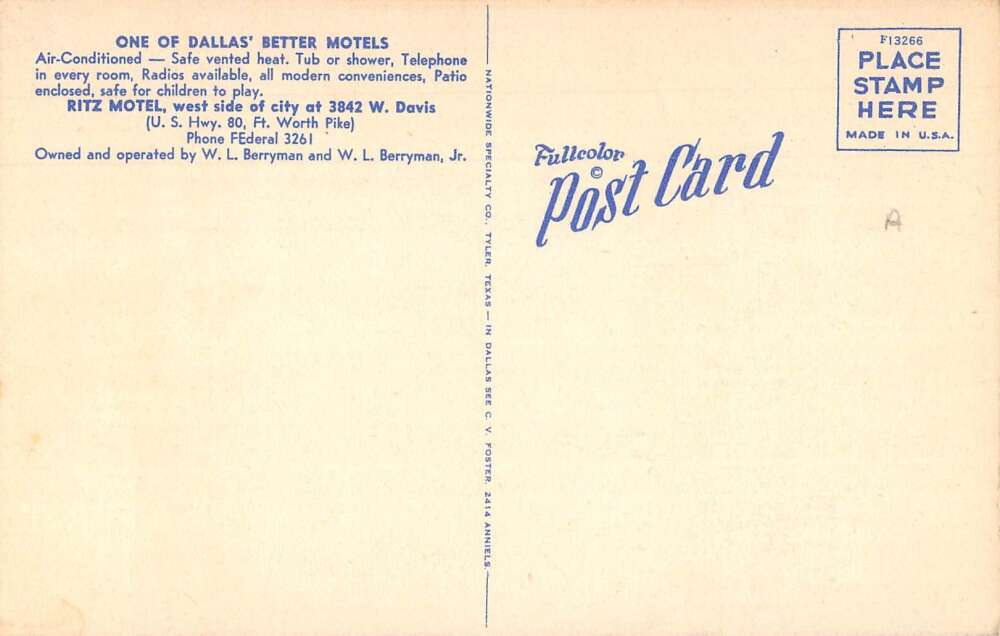 ONE OF DALLAS' BETTER MOTELS
Air-Conditioned — Safe vented heat. Tub or shower, Telephone
in every room, Radios available, all modern conveniences, Patio
enclosed, safe for children to play.
RITZ MOTEL, west side of city at 3842 W. Davis
(U. S. Hwy. 80, Ft. Worth Pike)
Phone FEderal 3261
Owned and operated by W. L. Berryman and W. L. Berryman, Jr.
NATIONWIDE SPECIALTY CO., TYLER, TEXAS — IN DALLAS SEE C. V. FOSTER, 2414 ANNIELS.
Fullcolor
©
Post Card
F13266
PLACE
STAMP
HERE
MADE IN U.S.A.
A